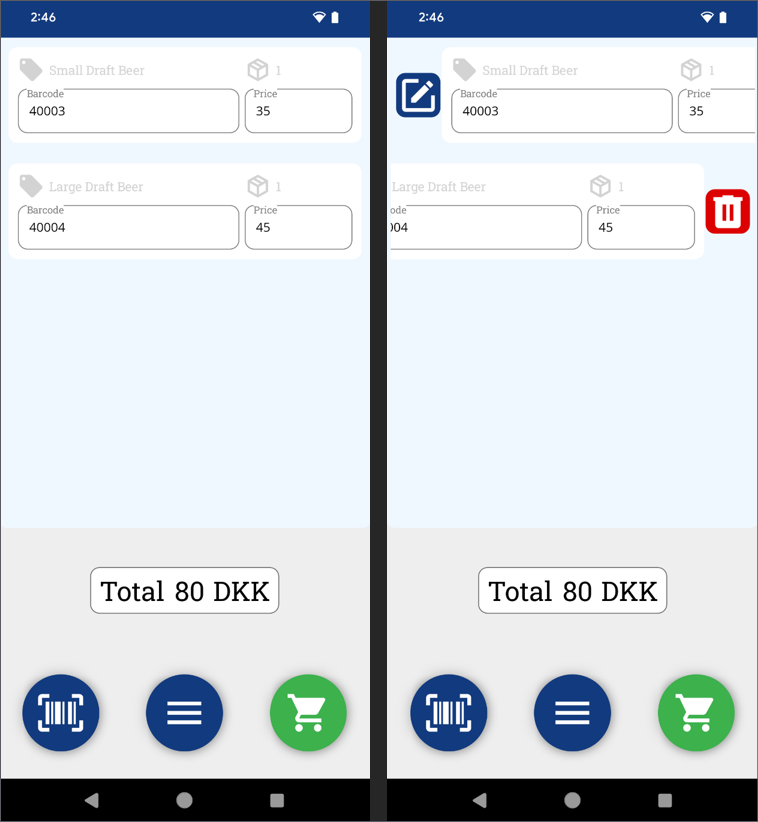 2:46
Small Draft Beer 1
Barcode Price
40003 35
Large Draft Beer 1
Barcode Price
40004 45
Total 80 DKK
2:46
Small Draft Beer 1
Barcode Price
40003 35
Large Draft Beer 1
ode Price
004 45
Total 80 DKK